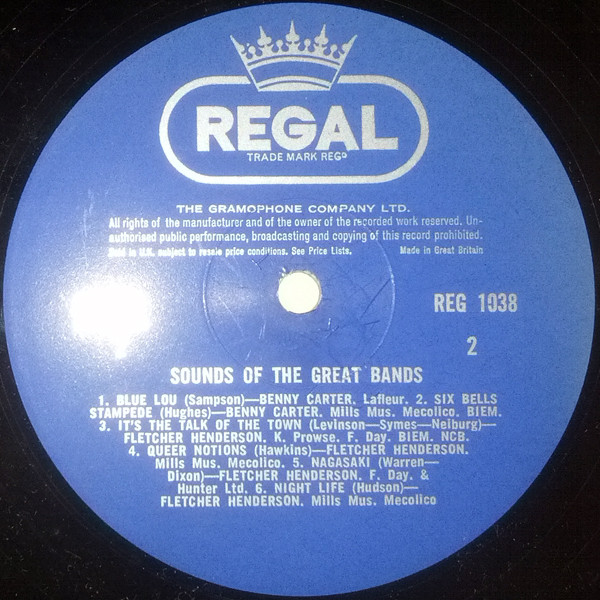 REGAL
TRADE MARK REGD
THE GRAMOPHONE COMPANY LTD.
All rights of the manufacturer and of the owner of the recorded work reserved. Un-
authorised public performance, broadcasting and copying of this record prohibited.
Sold in U.K. subject to resale price conditions. See Price Lists. Made in Great Britain
REG 1038
2
SOUNDS OF THE GREAT BANDS
1. BLUE LOU (Sampson)—BENNY CARTER. Lafleur. 2. SIX BELLS
STAMPEDE (Hughes)—BENNY CARTER. Mills Mus. Mecolico. BIEM.
3. IT'S THE TALK OF THE TOWN (Levinson—Symes—Neiburg)—
FLETCHER HENDERSON. K. Prowse. F. Day. BIEM. NCB.
4. QUEER NOTIONS (Hawkins)—FLETCHER HENDERSON.
Mills Mus. Mecolico. 5. NAGASAKI (Warren—
Dixon)—FLETCHER HENDERSON. F. Day. &
Hunter Ltd. 6. NIGHT LIFE (Hudson)—
FLETCHER HENDERSON. Mills Mus. Mecolico